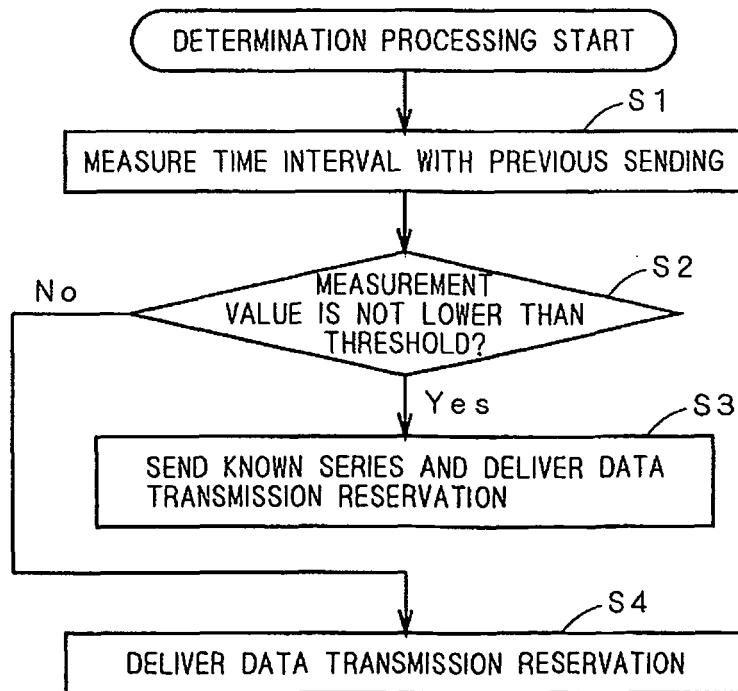 DETERMINATION PROCESSING START
S1
MEASURE TIME INTERVAL WITH PREVIOUS SENDING
S2
No
MEASUREMENT
VALUE IS NOT LOWER THAN
THRESHOLD?
Yes
S3
SEND KNOWN SERIES AND DELIVER DATA
TRANSMISSION RESERVATION
S4
DELIVER DATA TRANSMISSION RESERVATION